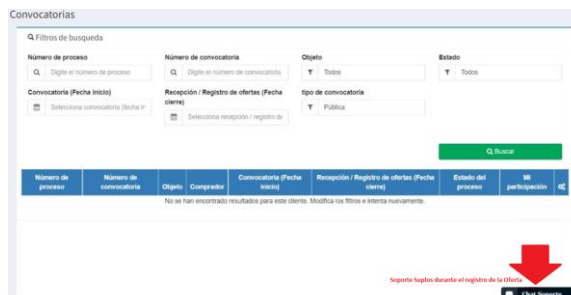 Convocatorias
Filtros de busqueda
Número de proceso
Número de convocatoria
Objeto
Estado
Digite el número de proceso
Digite el número de convocatoria
Todos
Todos
Convocatoria (Fecha inicio)
Recepción / Registro de ofertas (Fecha
cierre)
tipo de convocatoria
Selecciona convocatoria (fecha in
Selecciona recepción / registro de
Pública
Buscar
Número de
proceso
Número de
convocatoria
Objeto
Comprador
Convocatoria (Fecha
inicio)
Recepción / Registro de ofertas (Fecha
cierre)
Estado del
proceso
Mi
participación
No se han encontrado resultados para este cliente. Modifica los filtros e intenta nuevamente.
Soporte Suplos durante el registro de la Oferta
Chat Soporte